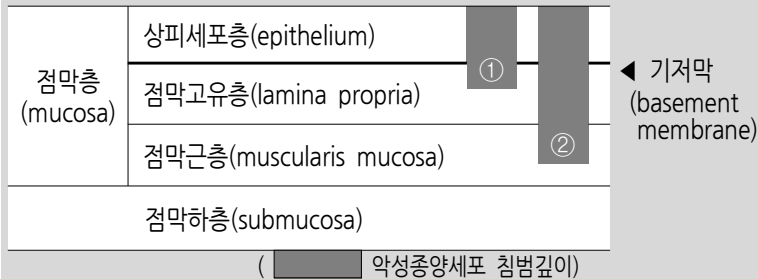 상피세포층(epithelium)
①
점막층
(mucosa)
점막고유층(lamina propria)
◀ 기저막
(basement
membrane)
점막근층(muscularis mucosa)
②
점막하층(submucosa)
( 악성종양세포 침범깊이)